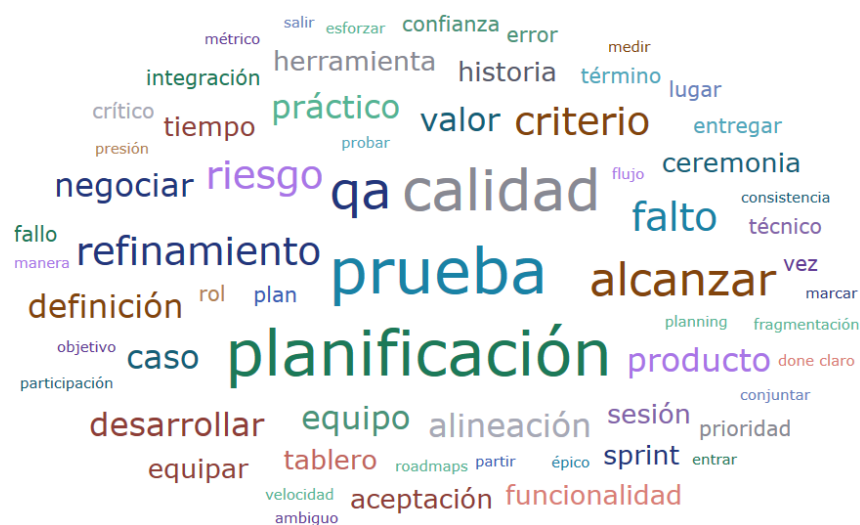 salir
esforzar
confianza
métrico
error
medir
herramienta
historia
integración
término
lugar
práctico
crítico
tiempo
valor
criterio
entregar
presión
probar
ceremonia
negociar
riesgo
qa
calidad
flujo
consistencia
falto
técnico
fallo
refinamiento
manera
prueba
alcanzar
vez
marcar
definición
rol
plan
planning
fragmentación
objetivo
caso
planificación
producto
done claro
participación
conjuntar
desarrollar
equipo
alineación
sesión
prioridad
equipar
tablero
roadmaps
partir
épico
sprint
entrar
velocidad
aceptación
funcionalidad
ambiguo